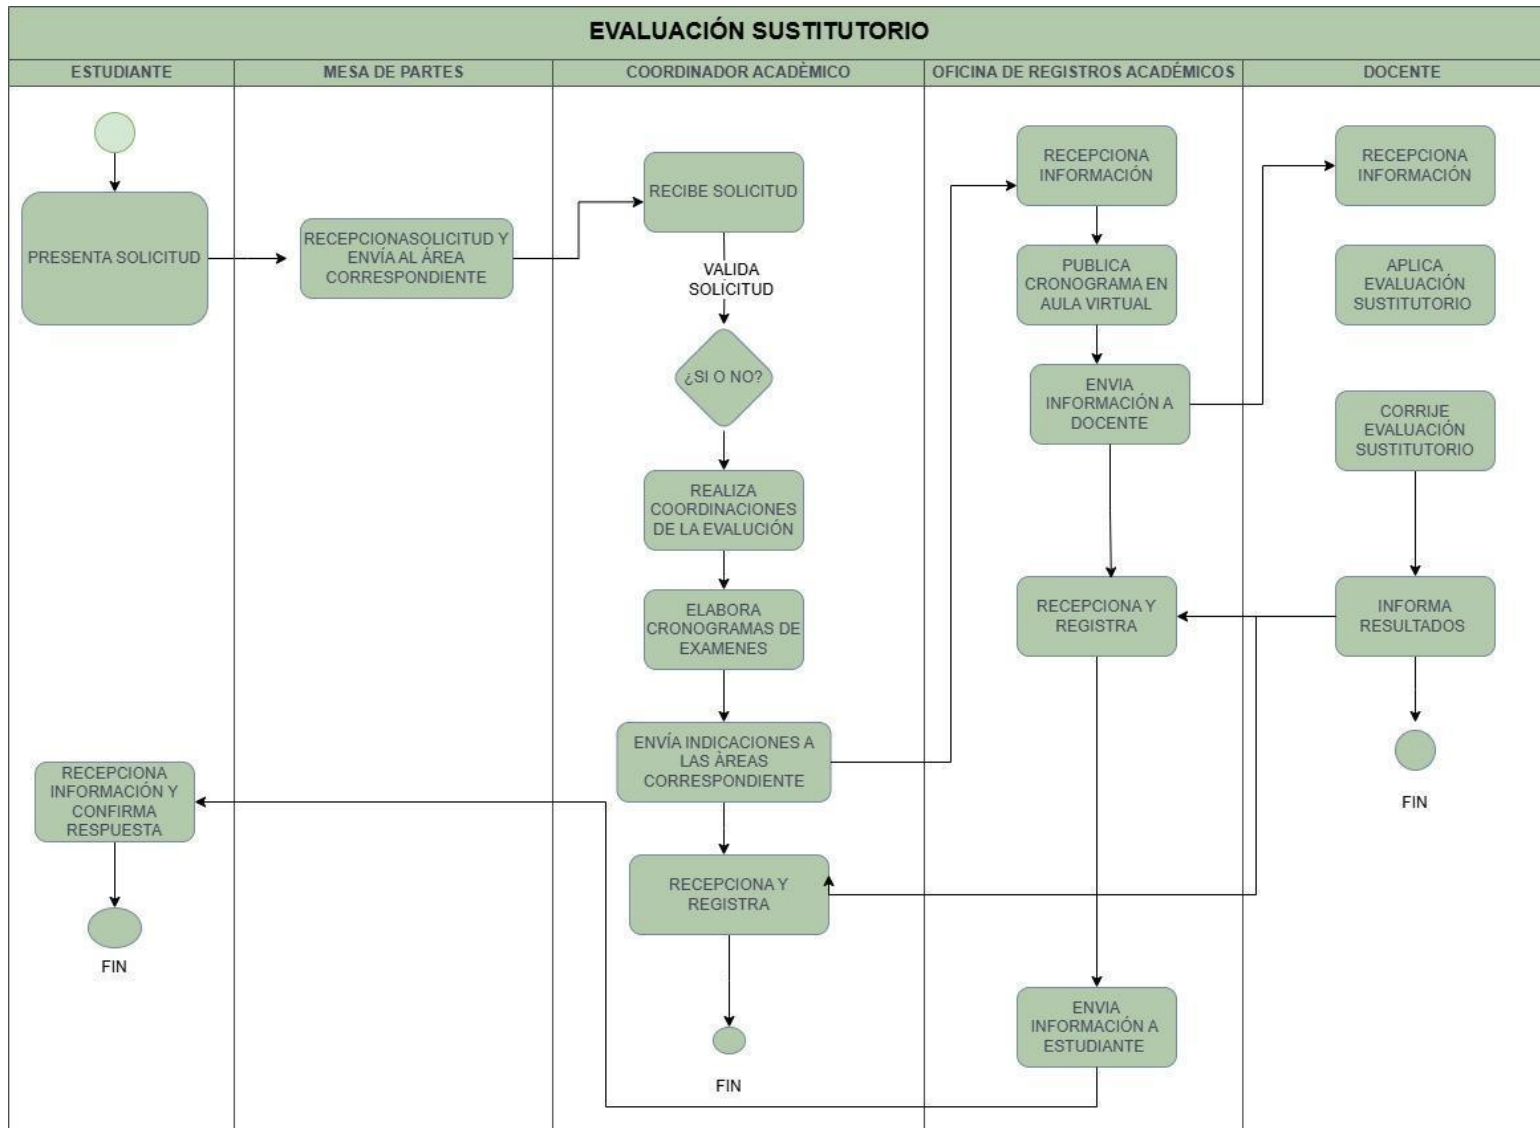 EVALUACIÓN SUSTITUTORIO
ESTUDIANTE
MESA DE PARTES
COORDINADOR ACADÈMICO
OFICINA DE REGISTROS ACADÉMICOS
DOCENTE
PRESENTA SOLICITUD
RECEPCIONASOLICITUD Y
ENVÍA AL ÁREA
CORRESPONDIENTE
RECIBE SOLICITUD
VALIDA
SOLICITUD
¿SI O NO?
REALIZA
COORDINACIONES
DE LA EVALUCIÓN
ELABORA
CRONOGRAMAS DE
EXAMENES
ENVÍA INDICACIONES A
LAS ÀREAS
CORRESPONDIENTE
RECEPCIONA Y
REGISTRA
FIN
RECEPCIONA
INFORMACIÓN
PUBLICA
CRONOGRAMA EN
AULA VIRTUAL
ENVIA
INFORMACIÓN A
DOCENTE
RECEPCIONA Y
REGISTRA
ENVIA
INFORMACIÓN A
ESTUDIANTE
RECEPCIONA
INFORMACIÓN
APLICA
EVALUACIÓN
SUSTITUTORIO
CORRIJE
EVALUACIÓN
SUSTITUTORIO
INFORMA
RESULTADOS
FIN
RECEPCIONA
INFORMACIÓN Y
CONFIRMA
RESPUESTA
FIN